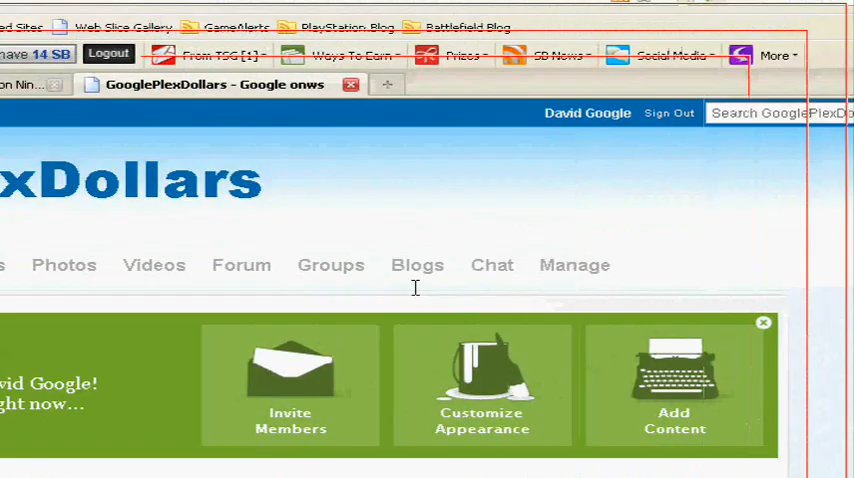 ed Sites Web Slice Gallery GameAlerts PlayStation.Blog Battlefield Blog
have 14 SB Logout From TSG [1] Ways To Earn Prizes SB News Social Media More
on Nin... GooglePlexDollars - Google onws
David Google Sign Out Search GooglePlexDo
xDollars
s Photos Videos Forum Groups Blogs Chat Manage
vid Google!
ght now...
Invite
Members
Customize
Appearance
Add
Content